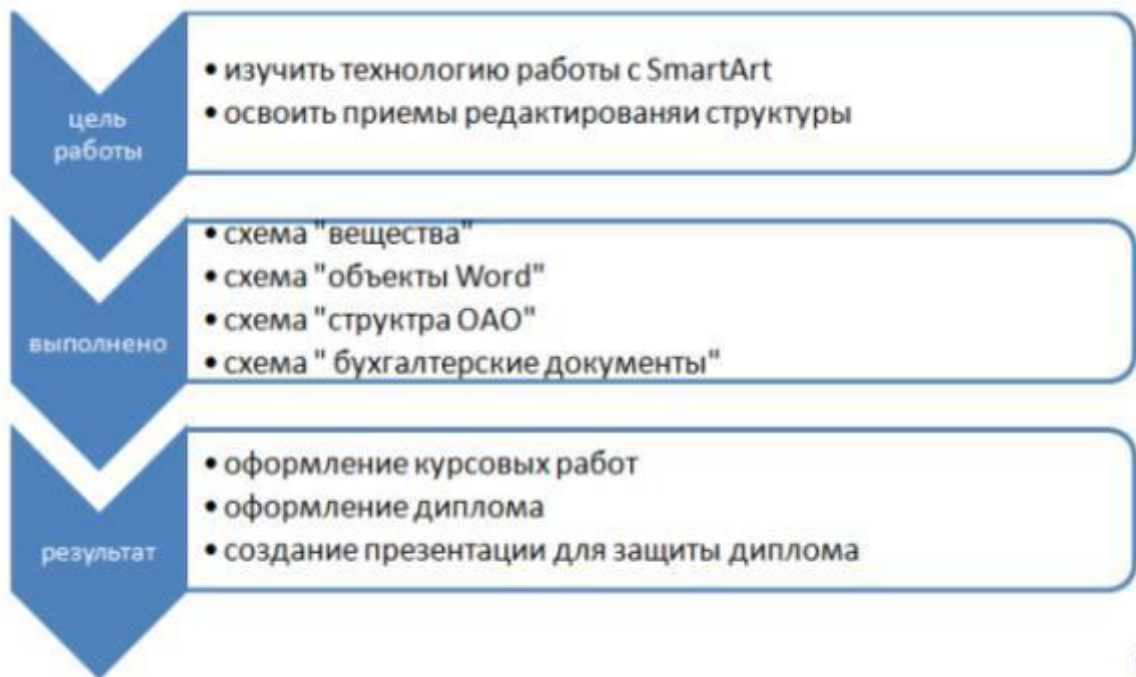 цель
работы
• изучить технологию работы с SmartArt
• освоить приемы редактированяи структуры
выполнено
• схема "вещества"
• схема "объекты Word"
• схема "структра ОАО"
• схема " бухгалтерские документы"
результат
• оформление курсовых работ
• оформление диплома
• создание презентации для защиты диплома